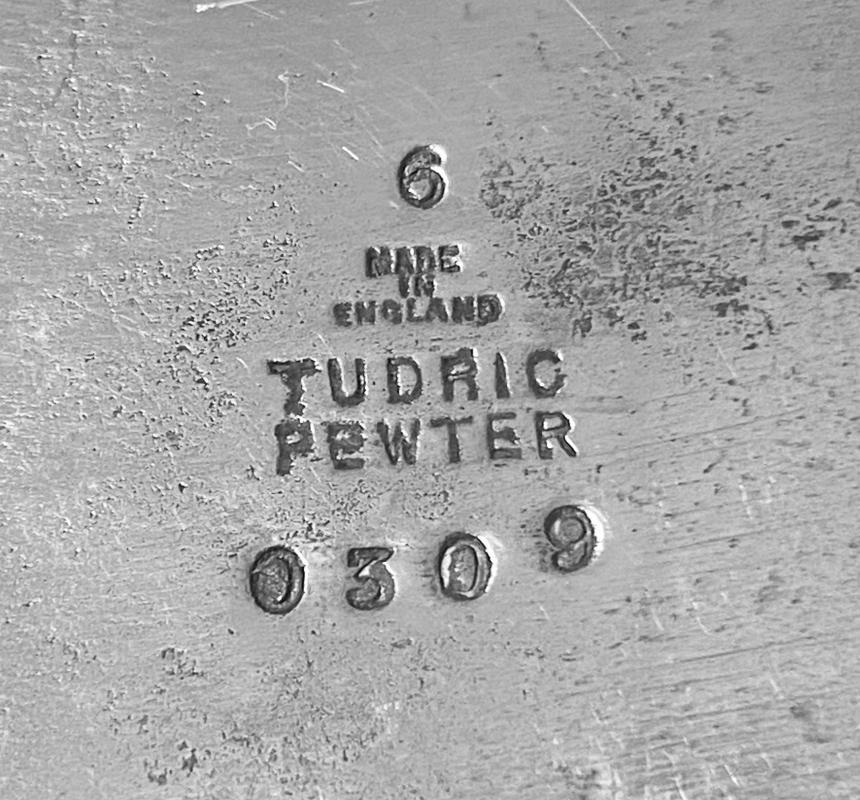 6
MADE
IN
ENGLAND
TUDRIC
PEWTER
0309